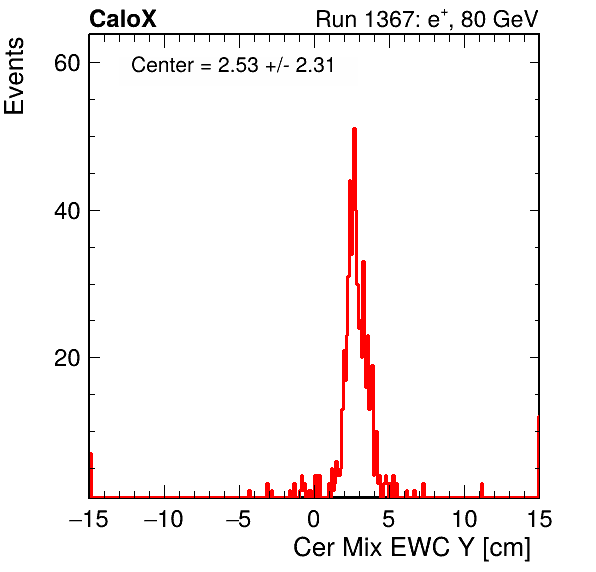 CaloX Run 1367: e⁺, 80 GeV
Events
Center = 2.53 +/- 2.31
60
40
20
−15 −10 −5 0 5 10 15
Cer Mix EWC Y [cm]